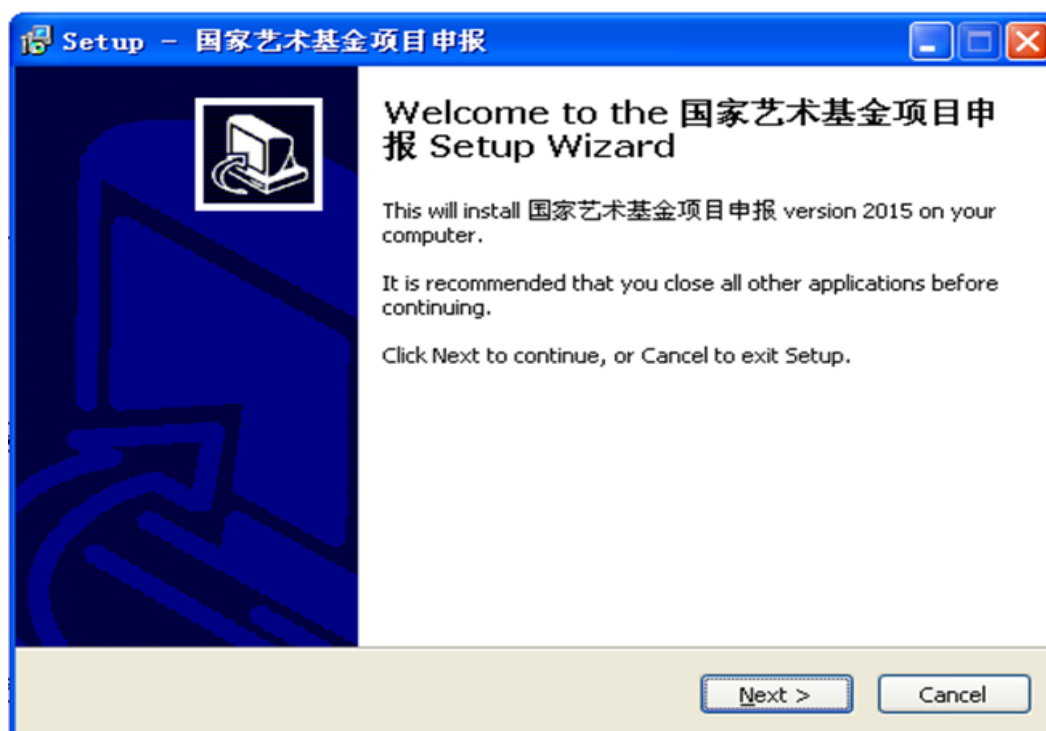 Setup - 国家艺术基金项目申报
Welcome to the 国家艺术基金项目申
报 Setup Wizard
This will install 国家艺术基金项目申报 version 2015 on your
computer.
It is recommended that you close all other applications before
continuing.
Click Next to continue, or Cancel to exit Setup.
Next >
Cancel